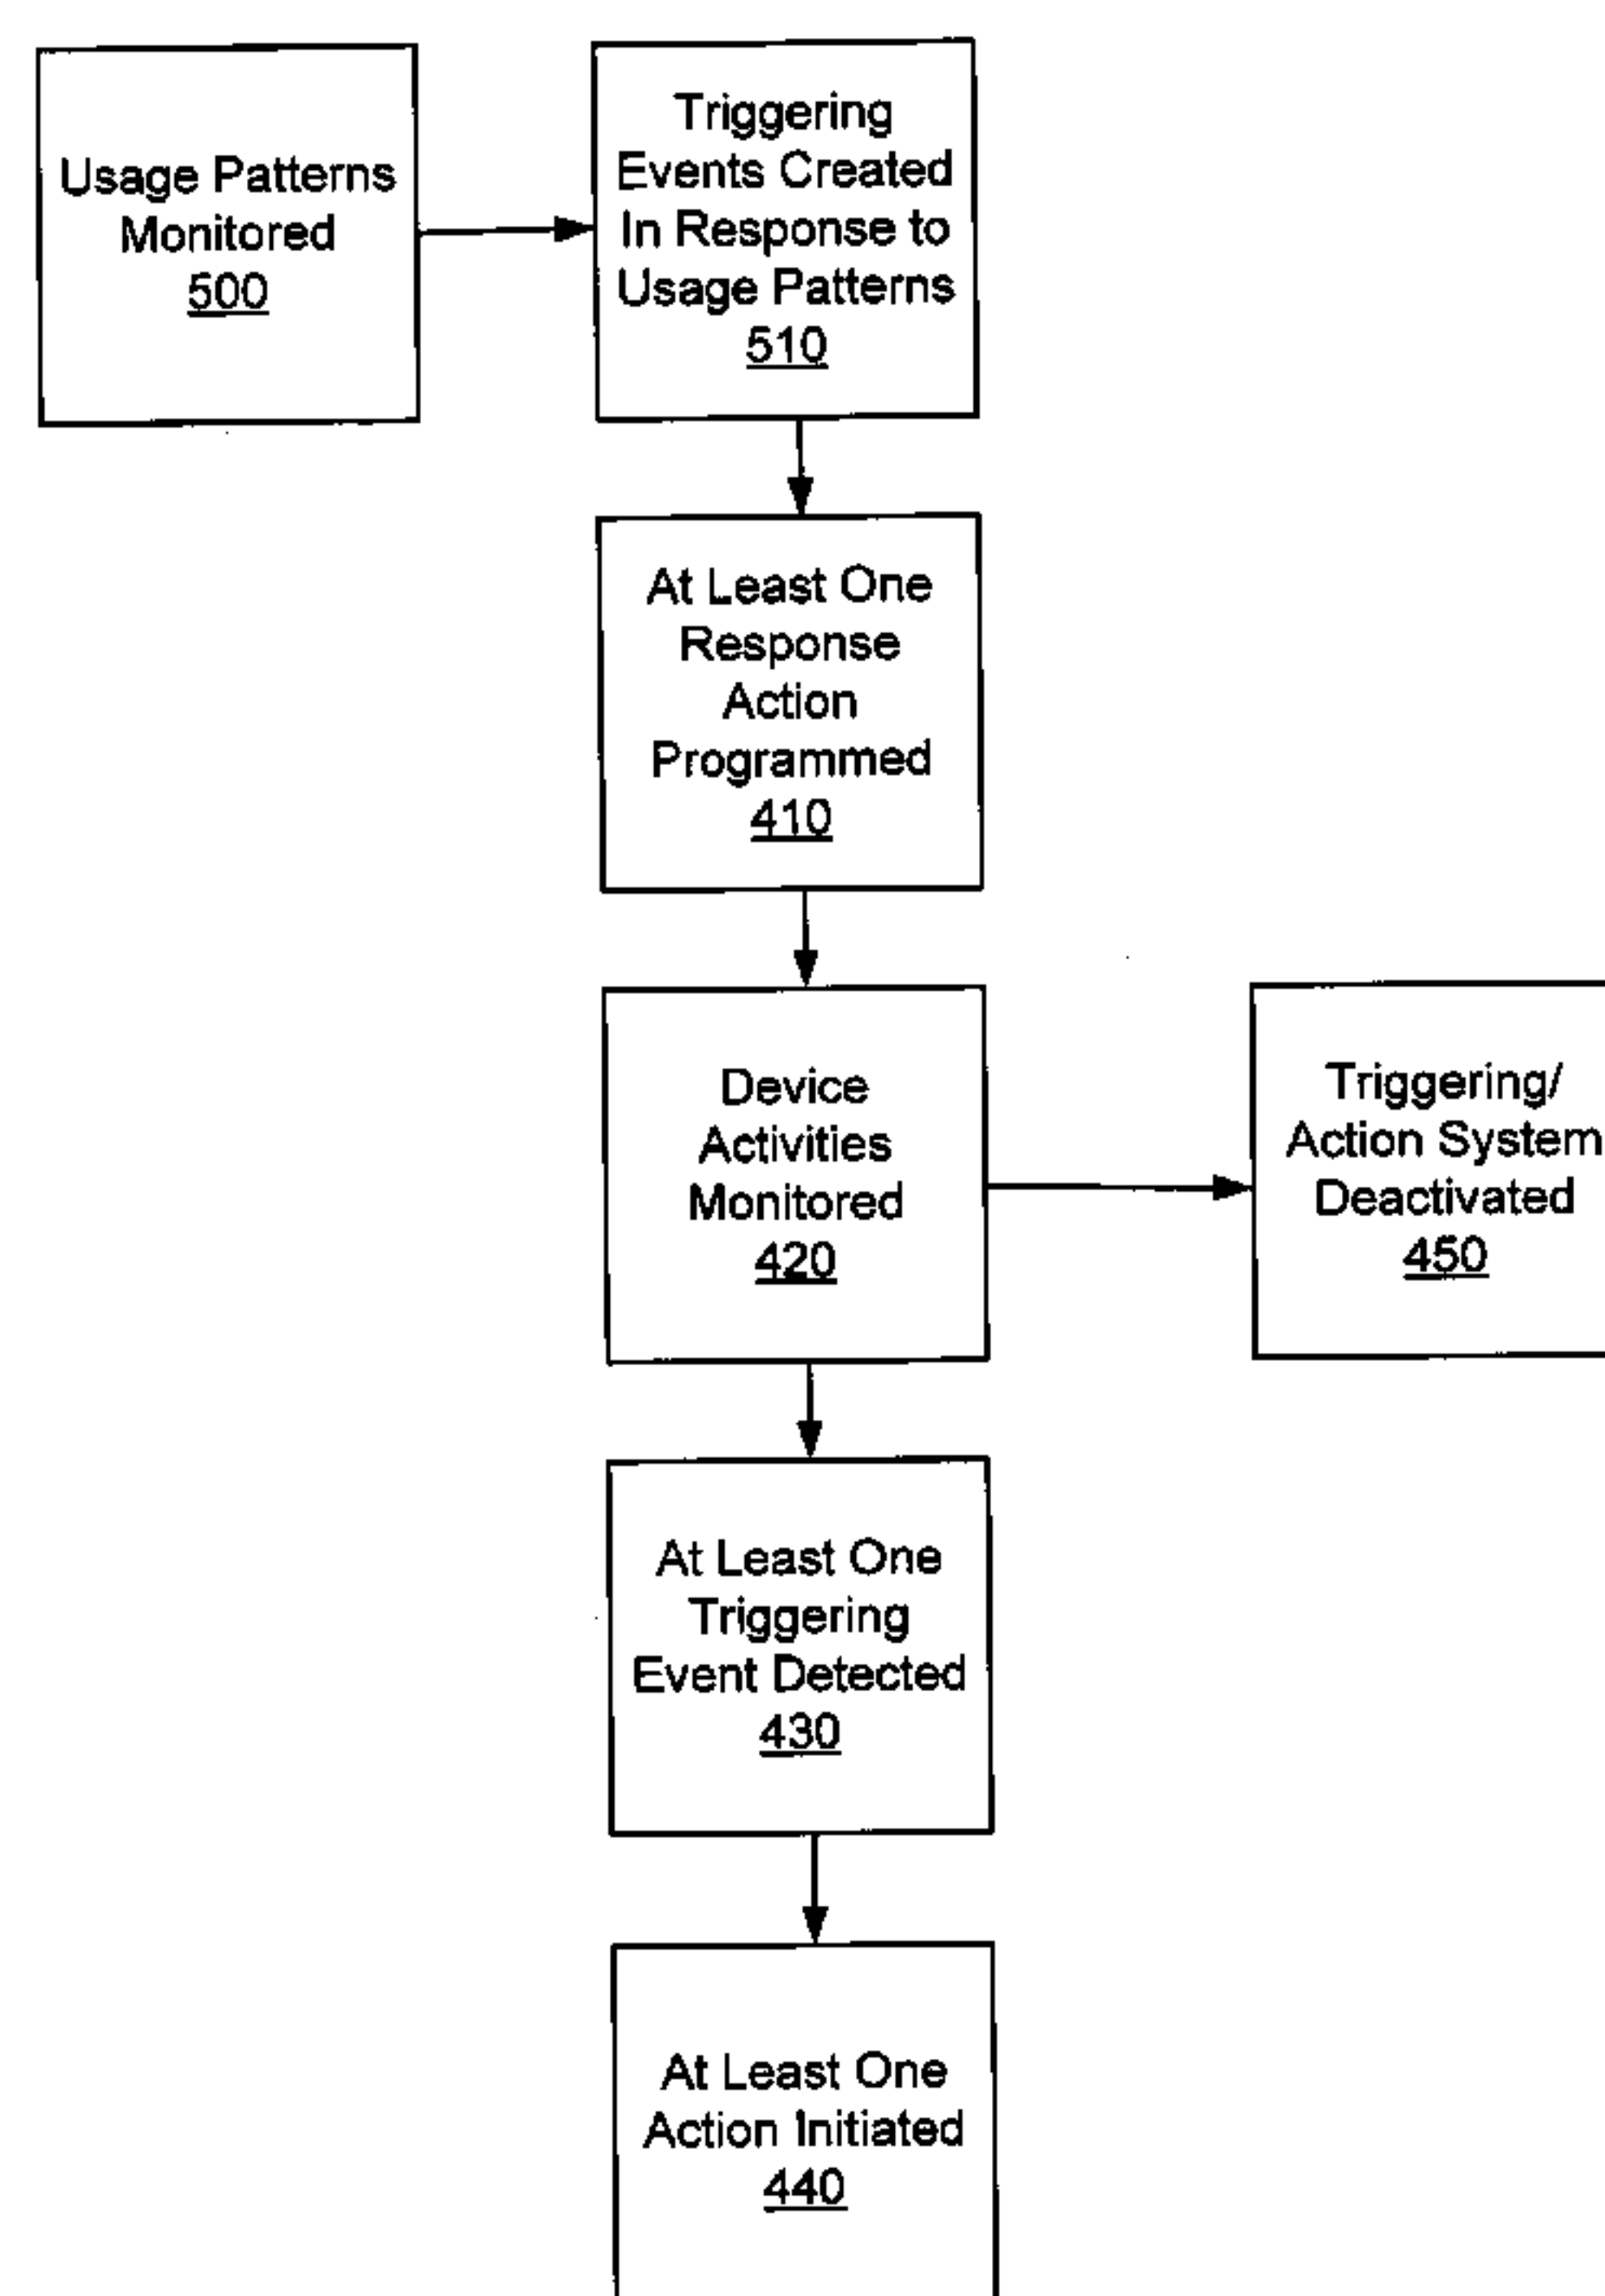 Usage Patterns
Monitored
500
Triggering
Events Created
In Response to
Usage Patterns
510
At Least One
Response
Action
Programmed
410
Device
Activities
Monitored
420
Triggering/
Action System
Deactivated
450
At Least One
Triggering
Event Detected
430
At Least One
Action Initiated
440